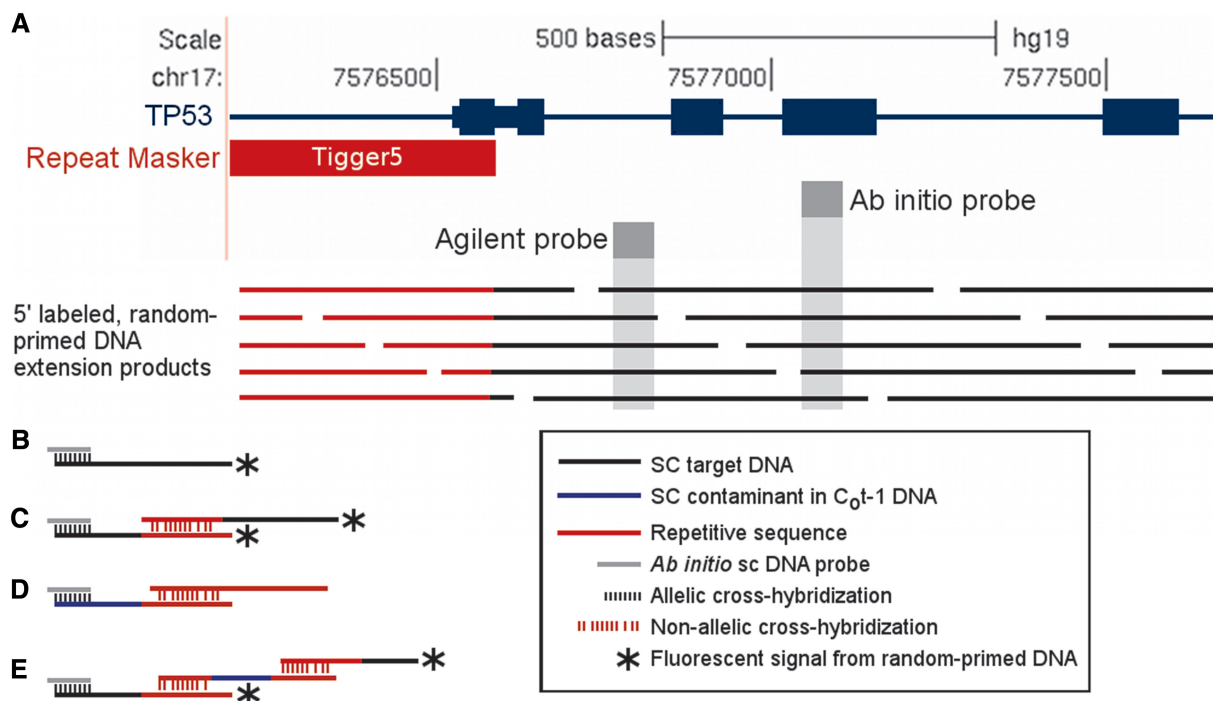 A
Scale
500 bases
hg19
chr17:
7576500
7577000
7577500
TP53
Repeat Masker
Tigger5
Ab initio probe
Agilent probe
5' labeled, random-
primed DNA
extension products
B
C
D
E
SC target DNA
SC contaminant in C0t-1 DNA
Repetitive sequence
Ab initio sc DNA probe
Allelic cross-hybridization
Non-allelic cross-hybridization
Fluorescent signal from random-primed DNA